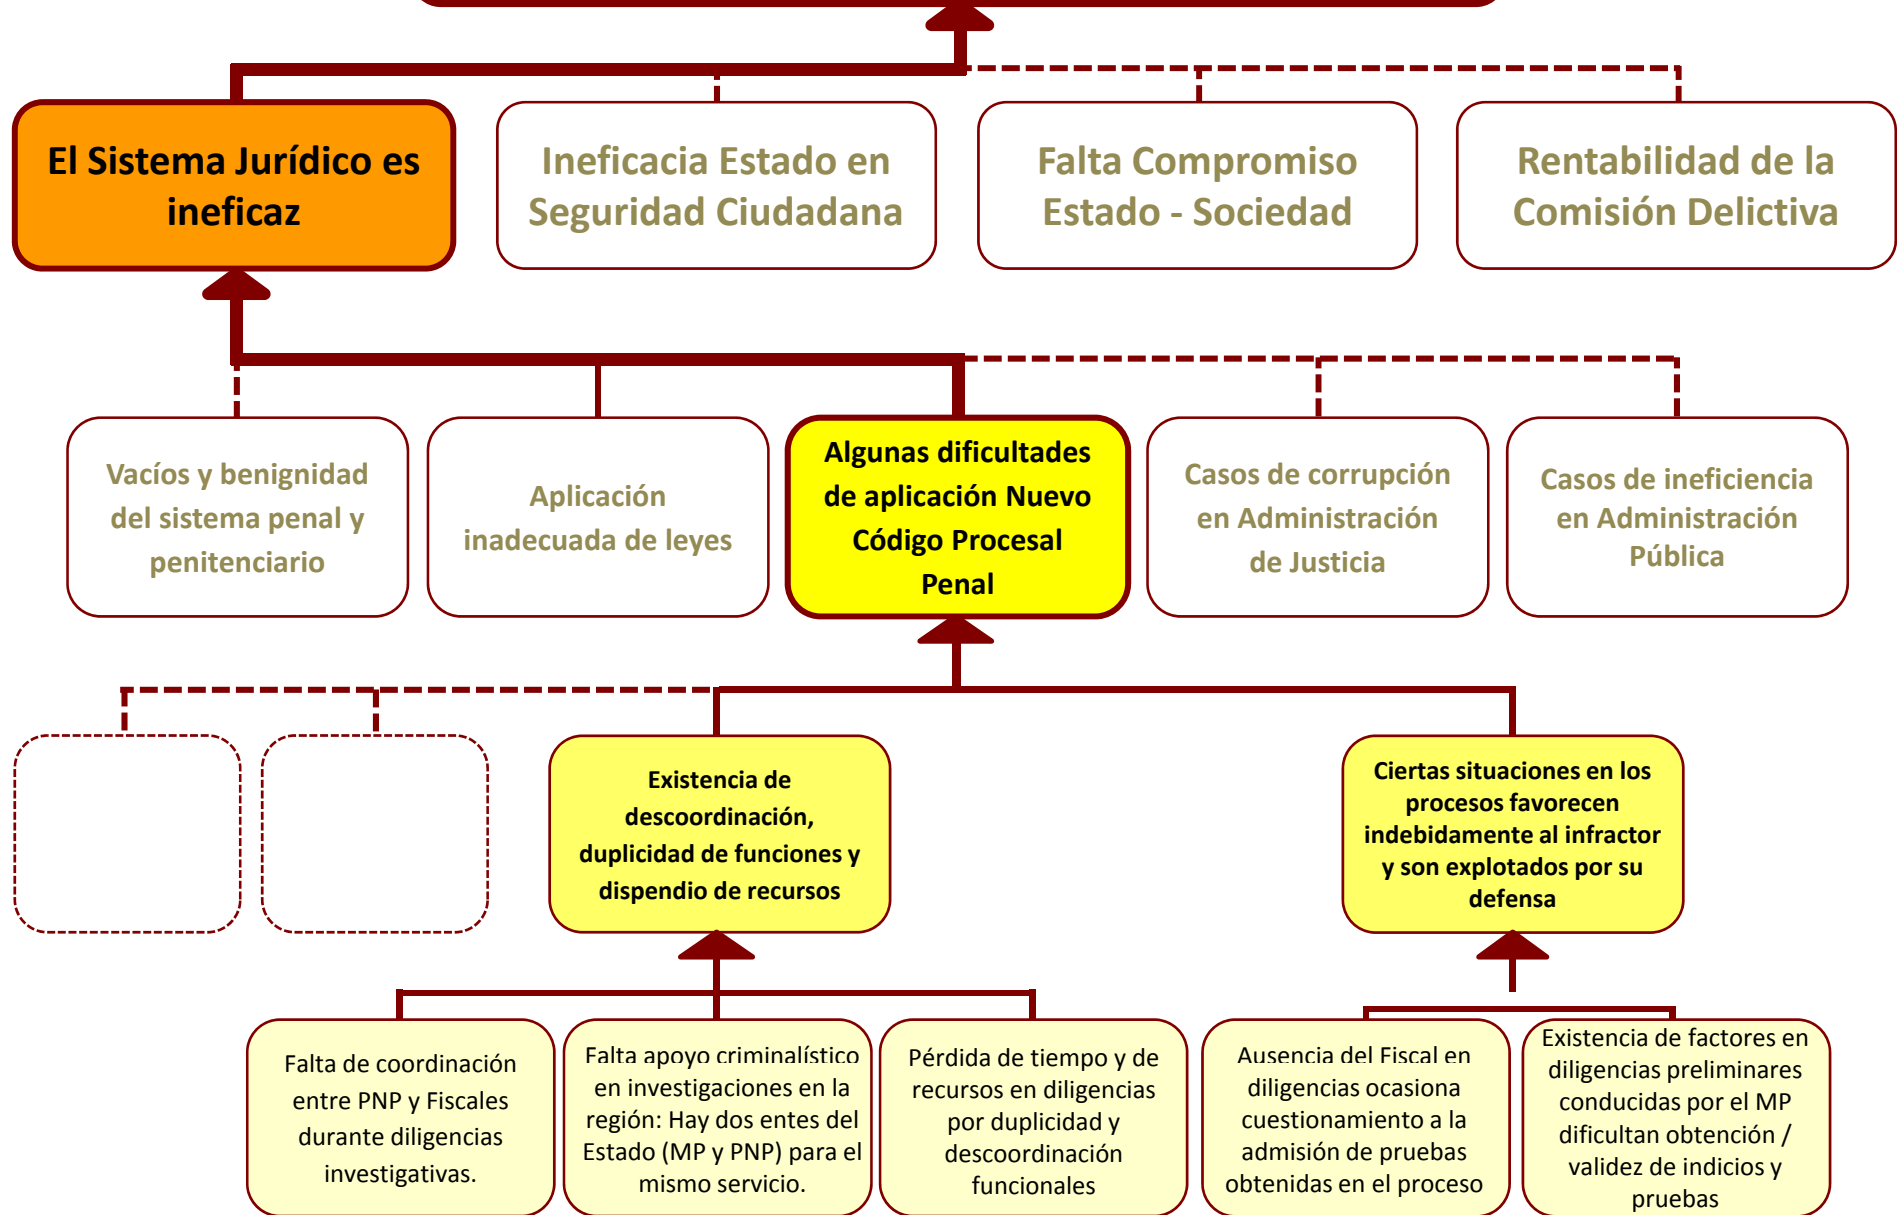 El Sistema Jurídico es
ineficaz
Ineficacia Estado en
Seguridad Ciudadana
Falta Compromiso
Estado - Sociedad
Rentabilidad de la
Comisión Delictiva
Vacíos y benignidad
del sistema penal y
penitenciario
Aplicación
inadecuada de leyes
Algunas dificultades
de aplicación Nuevo
Código Procesal
Penal
Casos de corrupción
en Administración
de Justicia
Casos de ineficiencia
en Administración
Pública
Existencia de
descoordinación,
duplicidad de funciones y
dispendio de recursos
Ciertas situaciones en los
procesos favorecen
indebidamente al infractor
y son explotados por su
defensa
Falta de coordinación
entre PNP y Fiscales
durante diligencias
investigativas.
Falta apoyo criminalístico
en investigaciones en la
región: Hay dos entes del
Estado (MP y PNP) para el
mismo servicio.
Pérdida de tiempo y de
recursos en diligencias
por duplicidad y
descoordinación
funcionales
Ausencia del Fiscal en
diligencias ocasiona
cuestionamiento a la
admisión de pruebas
obtenidas en el proceso
Existencia de factores en
diligencias preliminares
conducidas por el MP
dificultan obtención /
validez de indicios y
pruebas